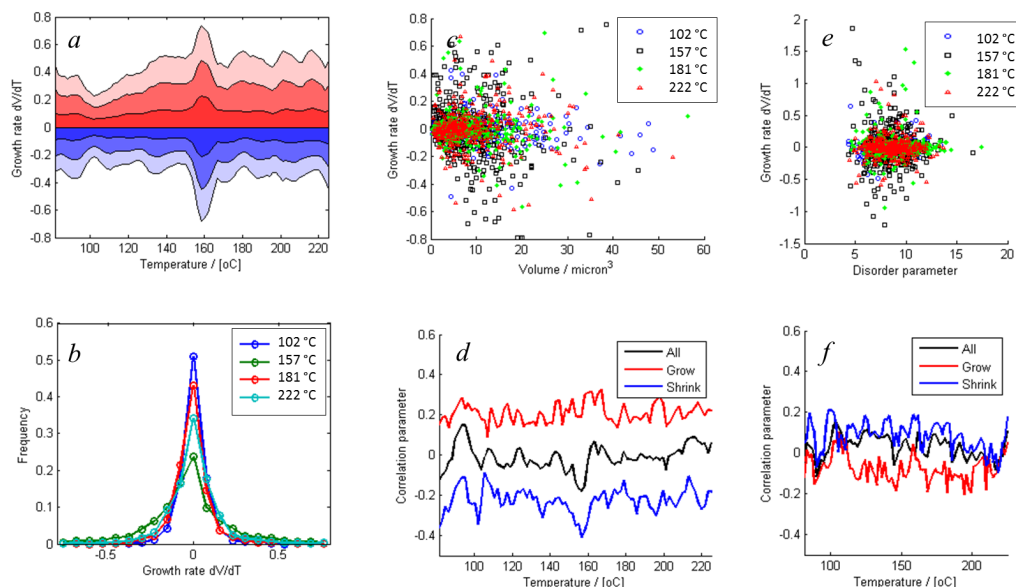 a
0.8
0.6
0.4
0.2
0
-0.2
-0.4
-0.6
-0.8
Growth rate dV/dT
100 120 140 160 180 200 220
Temperature / [oC]
c
102 °C
157 °C
181 °C
222 °C
0.8
0.6
0.4
0.2
0
-0.2
-0.4
-0.6
-0.8
Growth rate dV/dT
0 10 20 30 40 50 60
Volume / micron³
e
102 °C
157 °C
181 °C
222 °C
2
1.5
1
0.5
0
-0.5
-1
-1.5
Growth rate dV/dT
0 5 10 15 20
Disorder parameter
b
102 °C
157 °C
181 °C
222 °C
0.6
0.5
0.4
0.3
0.2
0.1
0
Frequency
-0.5 0 0.5
Growth rate dV/dT
d
All
Grow
Shrink
0.6
0.4
0.2
0
-0.2
-0.4
Correlation parameter
100 120 140 160 180 200 220
Temperature / [oC]
f
All
Grow
Shrink
0.6
0.4
0.2
0
-0.2
-0.4
Correlation parameter
100 150 200
Temperature / [oC]